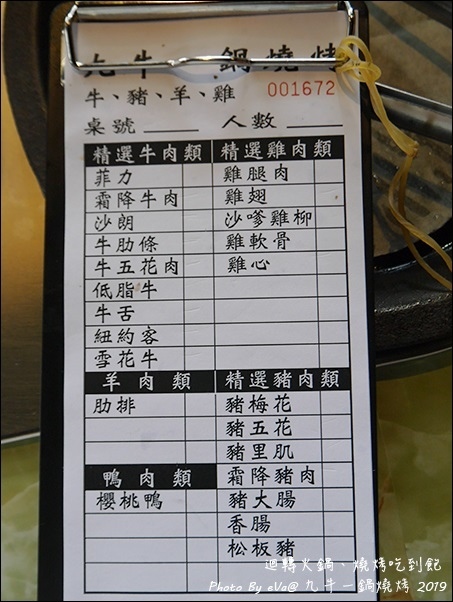 九牛一鍋燒烤
牛、豬、羊、雞 001672
桌號 人數
精選牛肉類 精選雞肉類
菲力 雞腿肉
霜降牛肉 雞翅
沙朗 沙嗲雞柳
牛肋條 雞軟骨
牛五花肉 雞心
低脂牛
牛舌
紐約客
雪花牛
羊肉類 精選豬肉類
肋排 豬梅花
豬五花
豬里肌
鴨肉類 霜降豬肉
櫻桃鴨 豬大腸
香腸
松板豬
迴轉火鍋、燒烤吃到飽
Photo By eVa@ 九牛一鍋燒烤 2019